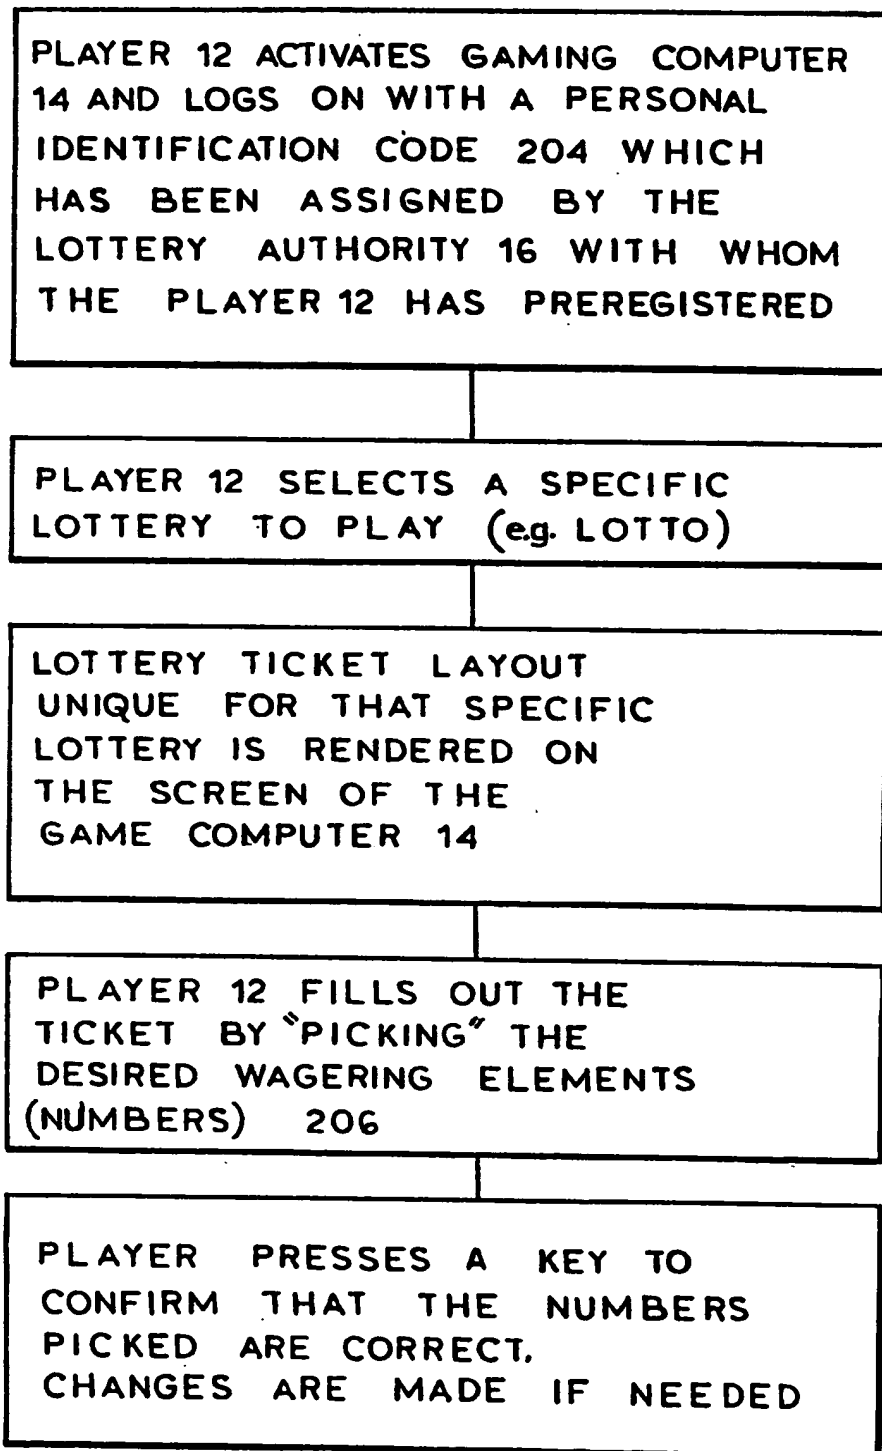 PLAYER 12 ACTIVATES GAMING COMPUTER
14 AND LOGS ON WITH A PERSONAL
IDENTIFICATION CODE 204 WHICH
HAS BEEN ASSIGNED BY THE
LOTTERY AUTHORITY 16 WITH WHOM
THE PLAYER 12 HAS PREREGISTERED
PLAYER 12 SELECTS A SPECIFIC
LOTTERY TO PLAY (e.g. LOTTO)
LOTTERY TICKET LAYOUT
UNIQUE FOR THAT SPECIFIC
LOTTERY IS RENDERED ON
THE SCREEN OF THE
GAME COMPUTER 14
PLAYER 12 FILLS OUT THE
TICKET BY "PICKING" THE
DESIRED WAGERING ELEMENTS
(NUMBERS) 206
PLAYER PRESSES A KEY TO
CONFIRM THAT THE NUMBERS
PICKED ARE CORRECT.
CHANGES ARE MADE IF NEEDED